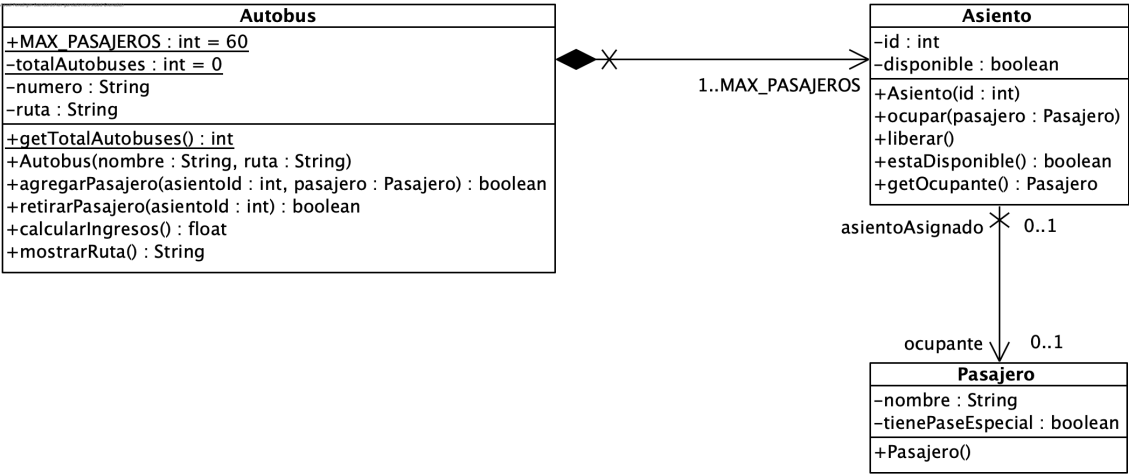 Autobus
+MAX_PASAJEROS : int = 60
-totalAutobuses : int = 0
-numero : String
-ruta : String
+getTotalAutobuses() : int
+Autobus(nombre : String, ruta : String)
+agregarPasajero(asientoId : int, pasajero : Pasajero) : boolean
+retirarPasajero(asientoId : int) : boolean
+calcularIngresos() : float
+mostrarRuta() : String
1..MAX_PASAJEROS
Asiento
-id : int
-disponible : boolean
+Asiento(id : int)
+ocupar(pasajero : Pasajero)
+liberar()
+estaDisponible() : boolean
+getOcupante() : Pasajero
asientoAsignado 0..1
ocupante 0..1
Pasajero
-nombre : String
-tienePaseEspecial : boolean
+Pasajero()